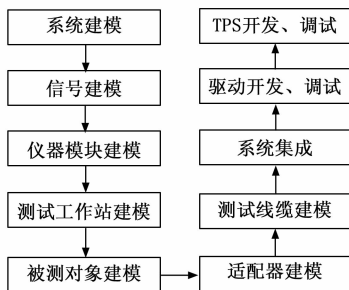 系统建模
信号建模
仪器模块建模
测试工作站建模
被测对象建模
适配器建模
测试线缆建模
系统集成
驱动开发、调试
TPS开发、调试